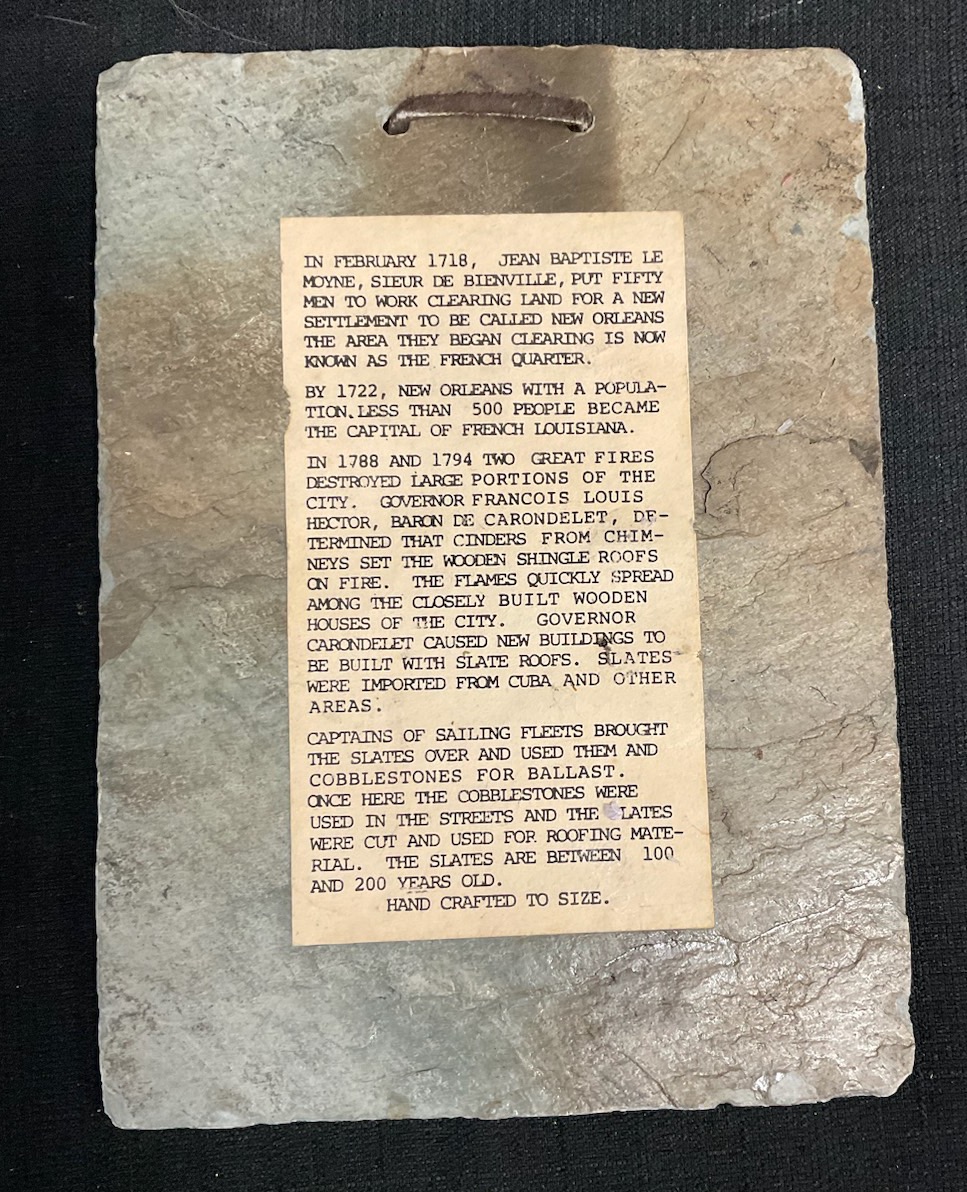 IN FEBRUARY 1718, JEAN BAPTISTE LE
MOYNE, SIEUR DE BIENVILLE, PUT FIFTY
MEN TO WORK CLEARING LAND FOR A NEW
SETTLEMENT TO BE CALLED NEW ORLEANS
THE AREA THEY BEGAN CLEARING IS NOW
KNOWN AS THE FRENCH QUARTER.
BY 1722, NEW ORLEANS WITH A POPULA-
TION.LESS THAN 500 PEOPLE BECAME
THE CAPITAL OF FRENCH LOUISIANA.
IN 1788 AND 1794 TWO GREAT FIRES
DESTROYED LARGE PORTIONS OF THE
CITY. GOVERNOR FRANCOIS LOUIS
HECTOR, BARON DE CARONDELET, DE-
TERMINED THAT CINDERS FROM CHIM-
NEYS SET THE WOODEN SHINGLE ROOFS
ON FIRE. THE FLAMES QUICKLY SPREAD
AMONG THE CLOSELY BUILT WOODEN
HOUSES OF THE CITY. GOVERNOR
CARONDELET CAUSED NEW BUILDINGS TO
BE BUILT WITH SLATE ROOFS. SLATES
WERE IMPORTED FROM CUBA AND OTHER
AREAS.
CAPTAINS OF SAILING FLEETS BROUGHT
THE SLATES OVER AND USED THEM AND
COBBLESTONES FOR BALLAST.
ONCE HERE THE COBBLESTONES WERE
USED IN THE STREETS AND THE SLATES
WERE CUT AND USED FOR ROOFING MATE-
RIAL. THE SLATES ARE BETWEEN 100
AND 200 YEARS OLD.
HAND CRAFTED TO SIZE.